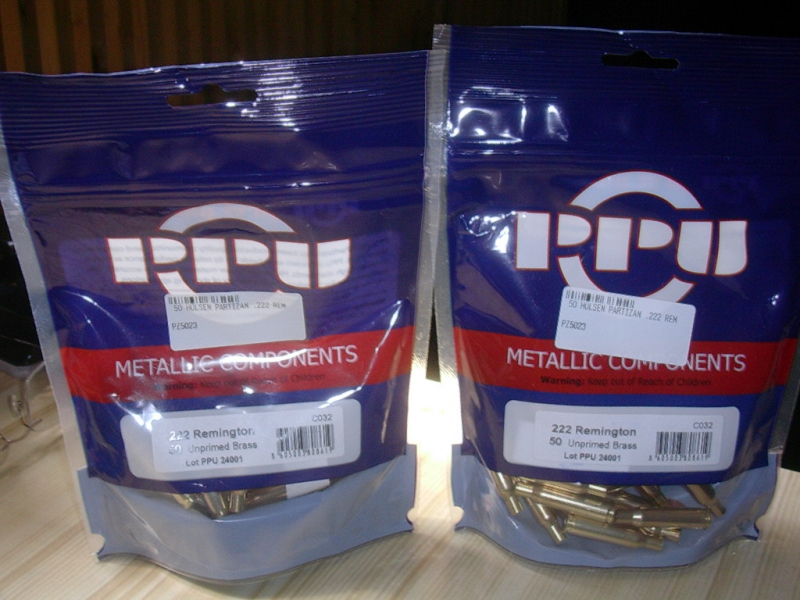 PPU
50 HULSEN PARTIZAN .222 REM
PZ5023
METALLIC COMPONENTS
Warning: Keep out of Reach of Children
222 Remington
C032
50 Unprimed Brass
Lot PPU 24001
PPU
50 HULSEN PARTIZAN .222 REM
PZ5023
METALLIC COMPONENTS
Warning: Keep out of Reach of Children
222 Remington
C032
50 Unprimed Brass
Lot PPU 24001